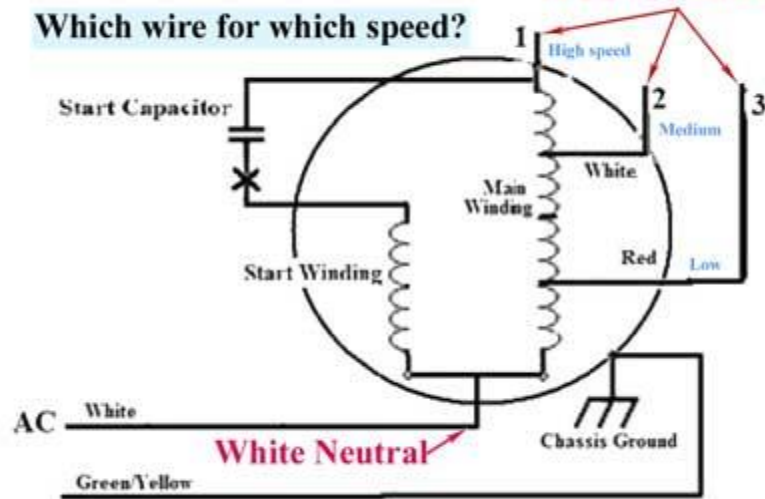 Which wire for which speed?
1
High speed
2
3
Start Capacitor
Medium
White
Main
Winding
Red
Low
Start Winding
AC
White
White Neutral
Chassis Ground
Green/Yellow